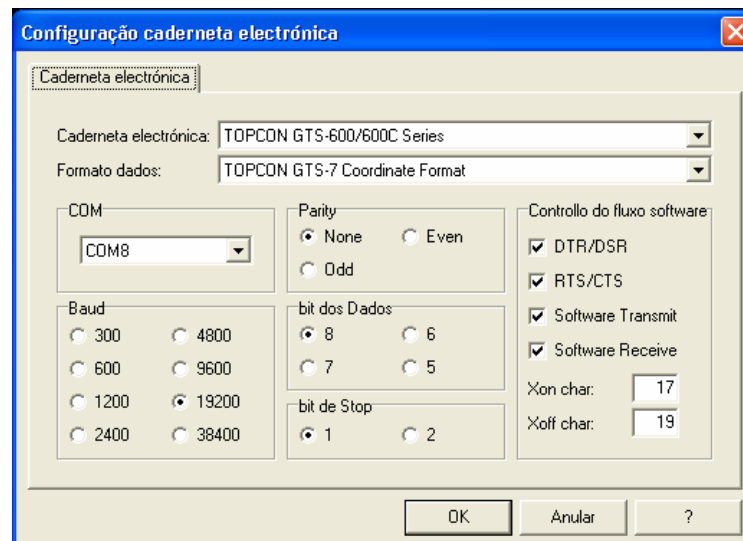 Configuração caderneta electrónica
Caderneta electrónica
Caderneta electrónica: TOPCON GTS-600/600C Series
Formato dados: TOPCON GTS-7 Coordinate Format
COM
COM8
Parity
None Even
Odd
Controllo do fluxo software
DTR/DSR
RTS/CTS
Software Transmit
Software Receive
Xon char: 17
Xoff char: 19
Baud
300 4800
600 9600
1200 19200
2400 38400
bit dos Dados
8 6
7 5
bit de Stop
1 2
OK Anular ?